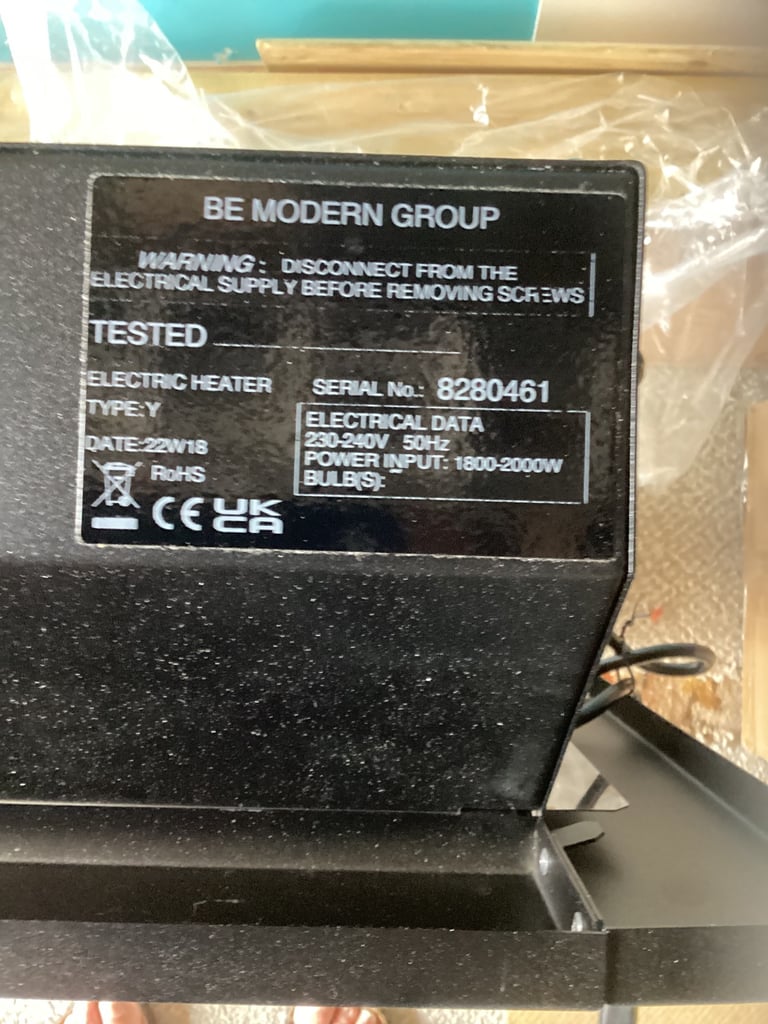 BE MODERN GROUP
WARNING : DISCONNECT FROM THE
ELECTRICAL SUPPLY BEFORE REMOVING SCREWS
TESTED
ELECTRIC HEATER
TYPE:Y
DATE:22W18
RoHS
CE UK
CA
SERIAL No.: 8280461
ELECTRICAL DATA
230-240V 50Hz
POWER INPUT: 1800-2000W
BULB(S):